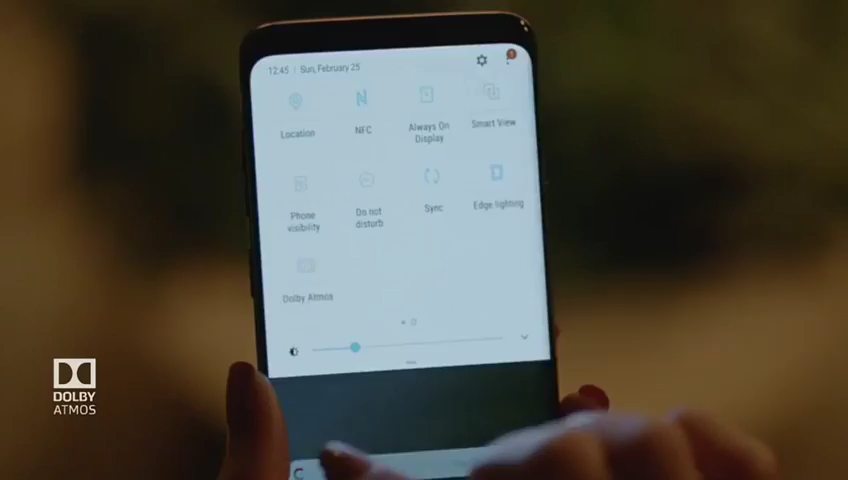 12:45 | Sun, February 25
Location
NFC
Always On
Display
Smart View
Phone
visibility
Do not
disturb
Sync
Edge lighting
Dolby Atmos
DOLBY
ATMOS